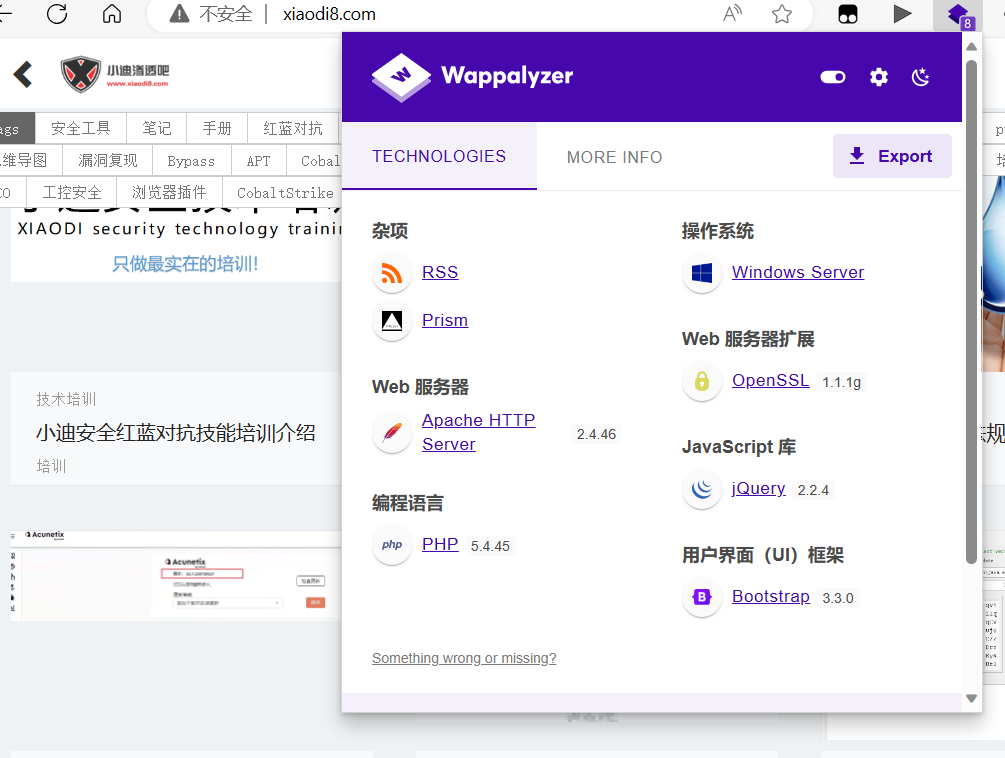 不安全 xiaodi8.com
8
小迪渗透吧
www.xiaodi8.com
Wappalyzer
ags 安全工具 笔记 手册 红蓝对抗
维导图 漏洞复现 Bypass APT Cobal
CO 工控安全 浏览器插件 CobaltStrike
XIAODI security technology trainin
只做最实在的培训!
TECHNOLOGIES MORE INFO Export
杂项
RSS
Prism
Web 服务器
Apache HTTP Server 2.4.46
编程语言
PHP 5.4.45
操作系统
Windows Server
Web 服务器扩展
OpenSSL 1.1.1g
JavaScript 库
jQuery 2.2.4
用户界面（UI）框架
Bootstrap 3.3.0
Something wrong or missing?
技术培训
小迪安全红蓝对抗技能培训介绍
培训
Acunetix
Acunetix